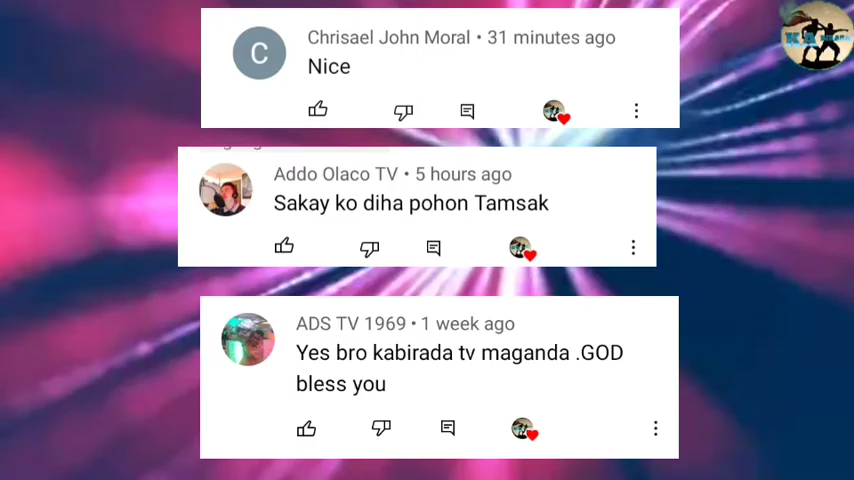 Chrisael John Moral • 31 minutes ago
Nice
Addo Olaco TV • 5 hours ago
Sakay ko diha pohon Tamsak
ADS TV 1969 • 1 week ago
Yes bro kabirada tv maganda .GOD
bless you
C